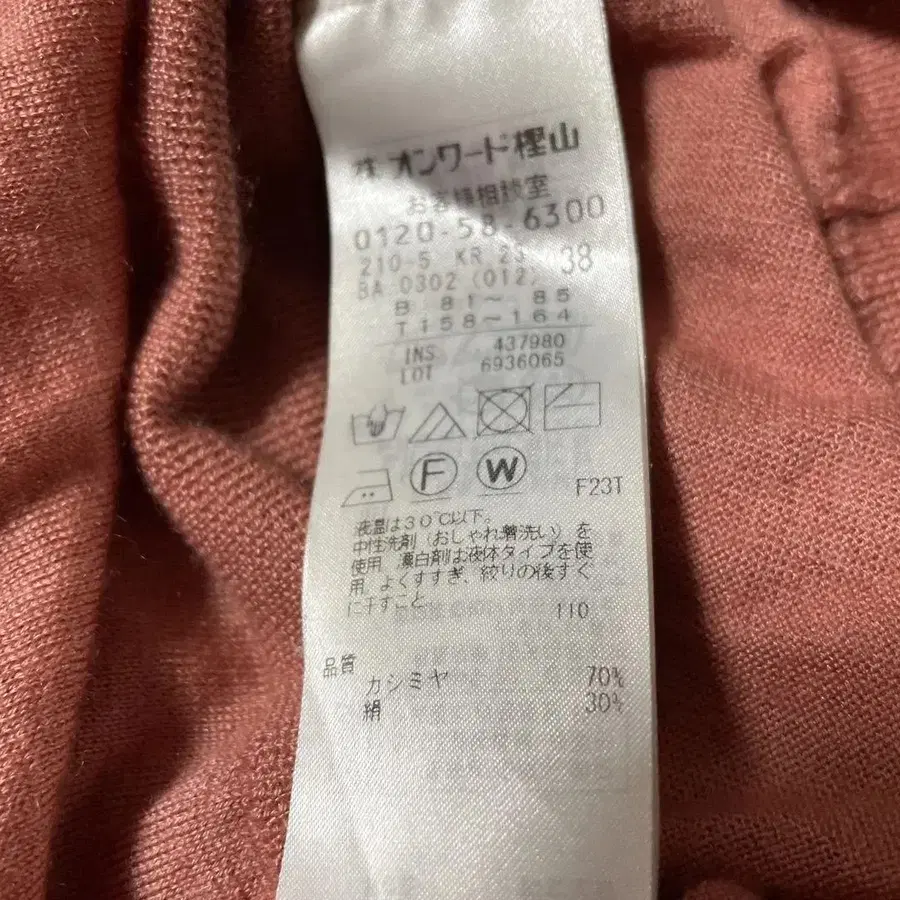 ㈱オンワード樫山
お客様相談室
0120-58-6300
210-5 KR 23 38
BA 0302 (012)
B 81～ 85
T 158～164
INS 437980
LOT 6936065
F W F23T
液温は30℃以下。
中性洗剤（おしゃれ着洗い）を
使用 漂白剤は液体タイプを使
用 よくすすぎ、絞りの後すぐ
に干すこと
110
品質
カシミヤ 70%
絹 30%